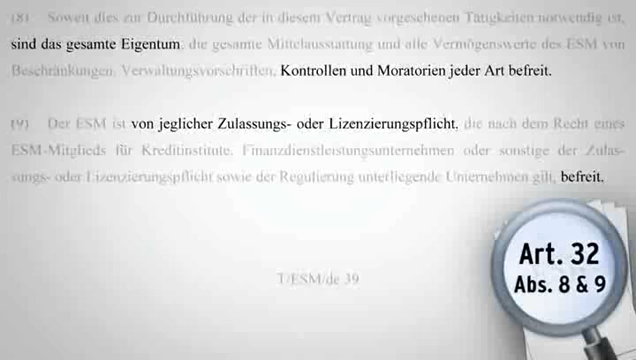 (8) Soweit dies zur Durchführung der in diesem Vertrag vorgesehenen Tätigkeiten notwendig ist,
sind das gesamte Eigentum, die gesamte Mittelausstattung und alle Vermögenswerte des ESM von
Beschränkungen, Verwaltungsvorschriften, Kontrollen und Moratorien jeder Art befreit.
(9) Der ESM ist von jeglicher Zulassungs- oder Lizenzierungspflicht, die nach dem Recht eines
ESM-Mitglieds für Kreditinstitute, Finanzdienstleistungsunternehmen oder sonstige der Zulas-
sungs- oder Lizenzierungspflicht sowie der Regulierung unterliegende Unternehmen gilt, befreit.
T/ESM/de 39
Art. 32
Abs. 8 & 9